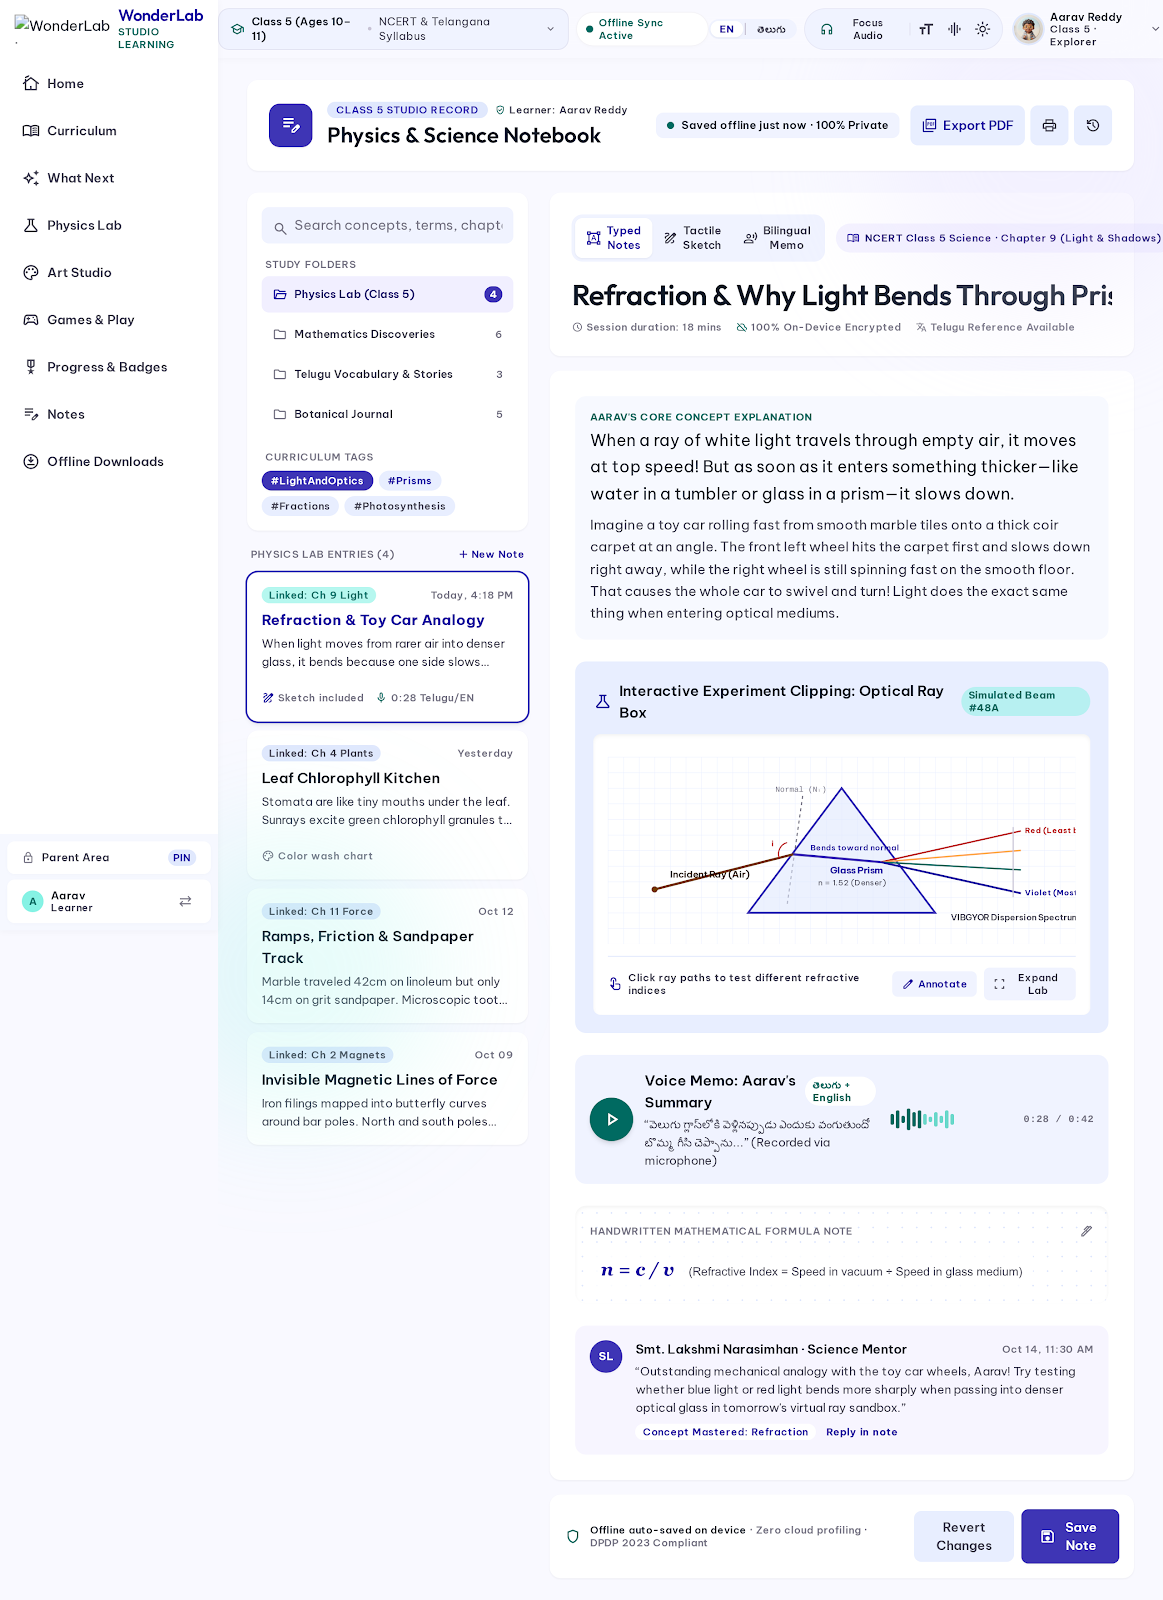 WonderLab
WonderLab
STUDIO
LEARNING
Home
Curriculum
What Next
Physics Lab
Art Studio
Games & Play
Progress & Badges
Notes
Offline Downloads
Parent Area
PIN
A
Aarav
Learner
Class 5 (Ages 10–
11)
NCERT & Telangana
Syllabus
Offline Sync
Active
EN
తెలుగు
Focus
Audio
Aarav Reddy
Class 5 ·
Explorer
CLASS 5 STUDIO RECORD
Learner: Aarav Reddy
Physics & Science Notebook
Saved offline just now · 100% Private
Export PDF
Search concepts, terms, chapt
STUDY FOLDERS
Physics Lab (Class 5)
4
Mathematics Discoveries
6
Telugu Vocabulary & Stories
3
Botanical Journal
5
CURRICULUM TAGS
#LightAndOptics
#Prisms
#Fractions
#Photosynthesis
PHYSICS LAB ENTRIES (4)
+ New Note
Linked: Ch 9 Light
Today, 4:18 PM
Refraction & Toy Car Analogy
When light moves from rarer air into denser
glass, it bends because one side slows...
Sketch included
0:28 Telugu/EN
Linked: Ch 4 Plants
Yesterday
Leaf Chlorophyll Kitchen
Stomata are like tiny mouths under the leaf.
Sunrays excite green chlorophyll granules t...
Color wash chart
Linked: Ch 11 Force
Oct 12
Ramps, Friction & Sandpaper
Track
Marble traveled 42cm on linoleum but only
14cm on grit sandpaper. Microscopic toot...
Linked: Ch 2 Magnets
Oct 09
Invisible Magnetic Lines of Force
Iron filings mapped into butterfly curves
around bar poles. North and south poles...
Typed
Notes
Tactile
Sketch
Bilingual
Memo
NCERT Class 5 Science · Chapter 9 (Light & Shadows)
Refraction & Why Light Bends Through Pris
Session duration: 18 mins
100% On-Device Encrypted
Telugu Reference Available
AARAV'S CORE CONCEPT EXPLANATION
When a ray of white light travels through empty air, it moves
at top speed! But as soon as it enters something thicker—like
water in a tumbler or glass in a prism—it slows down.
Imagine a toy car rolling fast from smooth marble tiles onto a thick coir
carpet at an angle. The front left wheel hits the carpet first and slows down
right away, while the right wheel is still spinning fast on the smooth floor.
That causes the whole car to swivel and turn! Light does the exact same
thing when entering optical mediums.
Interactive Experiment Clipping: Optical Ray
Box
Simulated Beam
#48A
Normal
i
Bends toward normal
Incident Ray (Air)
Glass Prism
n = 1.52 (Denser)
Red (Least b
Violet (Most
VIBGYOR Dispersion Spectrun
Click ray paths to test different refractive
indices
Annotate
Expand
Lab
Voice Memo: Aarav's
Summary
తెలుగు +
English
"వెలుగు గ్లాస్‌లోకి వెళ్లినప్పుడు ఎందుకు వంగుతుందో
బొమ్మ గీసి చెప్పాను..." (Recorded via
microphone)
0:28 / 0:42
HANDWRITTEN MATHEMATICAL FORMULA NOTE
n = c / v (Refractive Index = Speed in vacuum ÷ Speed in glass medium)
SL
Smt. Lakshmi Narasimhan · Science Mentor
Oct 14, 11:30 AM
"Outstanding mechanical analogy with the toy car wheels, Aarav! Try testing
whether blue light or red light bends more sharply when passing into denser
optical glass in tomorrow's virtual ray sandbox."
Concept Mastered: Refraction
Reply in note
Offline auto-saved on device · Zero cloud profiling ·
DPDP 2023 Compliant
Revert
Changes
Save
Note